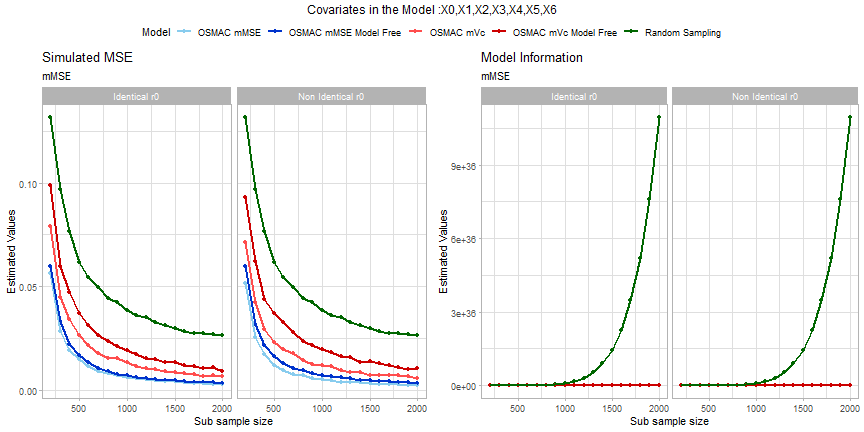 Covariates in the Model :X0,X1,X2,X3,X4,X5,X6
Model OSMAC mMSE OSMAC mMSE Model Free OSMAC mVc OSMAC mVc Model Free Random Sampling
Simulated MSE
mMSE
Identical r0 Non Identical r0
Estimated Values
0.10
0.05
0.00
500 1000 1500 2000 500 1000 1500 2000
Sub sample size
Model Information
mMSE
Identical r0 Non Identical r0
Estimated Values
9e+36
6e+36
3e+36
0e+00
500 1000 1500 2000 500 1000 1500 2000
Sub sample size